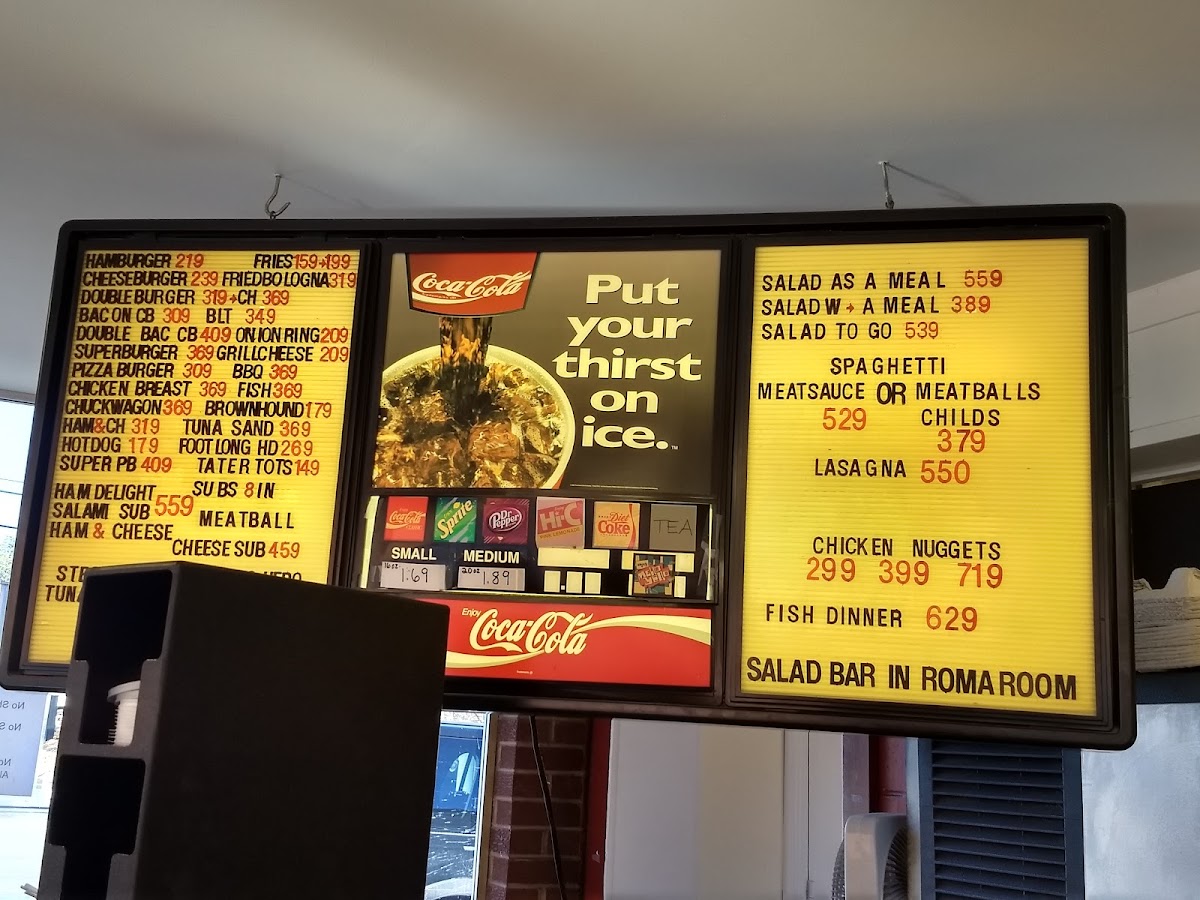 HAMBURGER 219 FRIES 159→199
CHEESEBURGER 239 FRIED BOLOGNA 319
DOUBLE BURGER 319→CH 369
BACON CB 309 BLT 349
DOUBLE BAC CB 409 ONION RING 209
SUPERBURGER 369 GRILLCHEESE 209
PIZZA BURGER 309 BBQ 369
CHICKEN BREAST 369 FISH 369
CHUCKWAGON 369 BROWNHOUND 179
HAM&CH 319 TUNA SAND 369
HOTDOG 179 FOOTLONG HD 269
SUPER PB 409 TATER TOTS 149
HAM DELIGHT SUBS 8 IN
SALAMI SUB 559 MEATBALL
HAM & CHEESE
CHEESE SUB 459
Coca-Cola
Put
your
thirst
on
ice.
Coca-Cola Sprite Dr Pepper Hi-C Diet Coke TEA
SMALL MEDIUM
16 oz 1.69 20 oz 1.89
Enjoy
Coca-Cola
SALAD AS A MEAL 559
SALAD W→ A MEAL 389
SALAD TO GO 539
SPAGHETTI
MEATSAUCE OR MEATBALLS
529 CHILDS
379
LASAGNA 550
CHICKEN NUGGETS
299 399 719
FISH DINNER 629
SALAD BAR IN ROMA ROOM